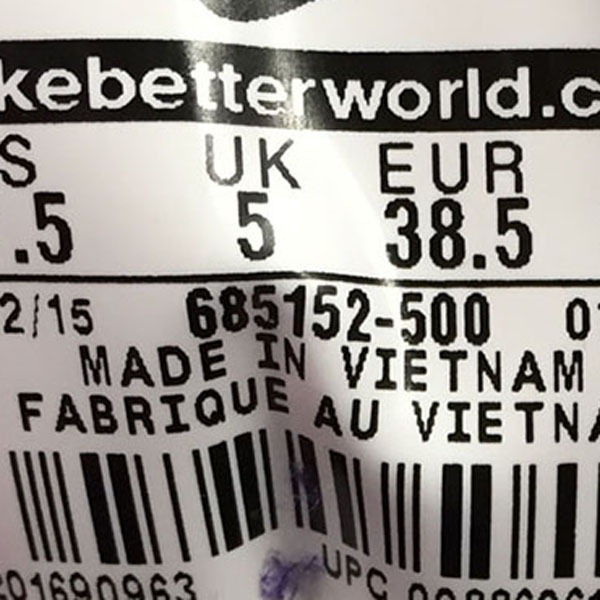 kebetterworld.c
S UK EUR
.5 5 38.5
2/15 685152-500 0
MADE IN VIETNAM
FABRIQUE AU VIETNA
01690963 UPC